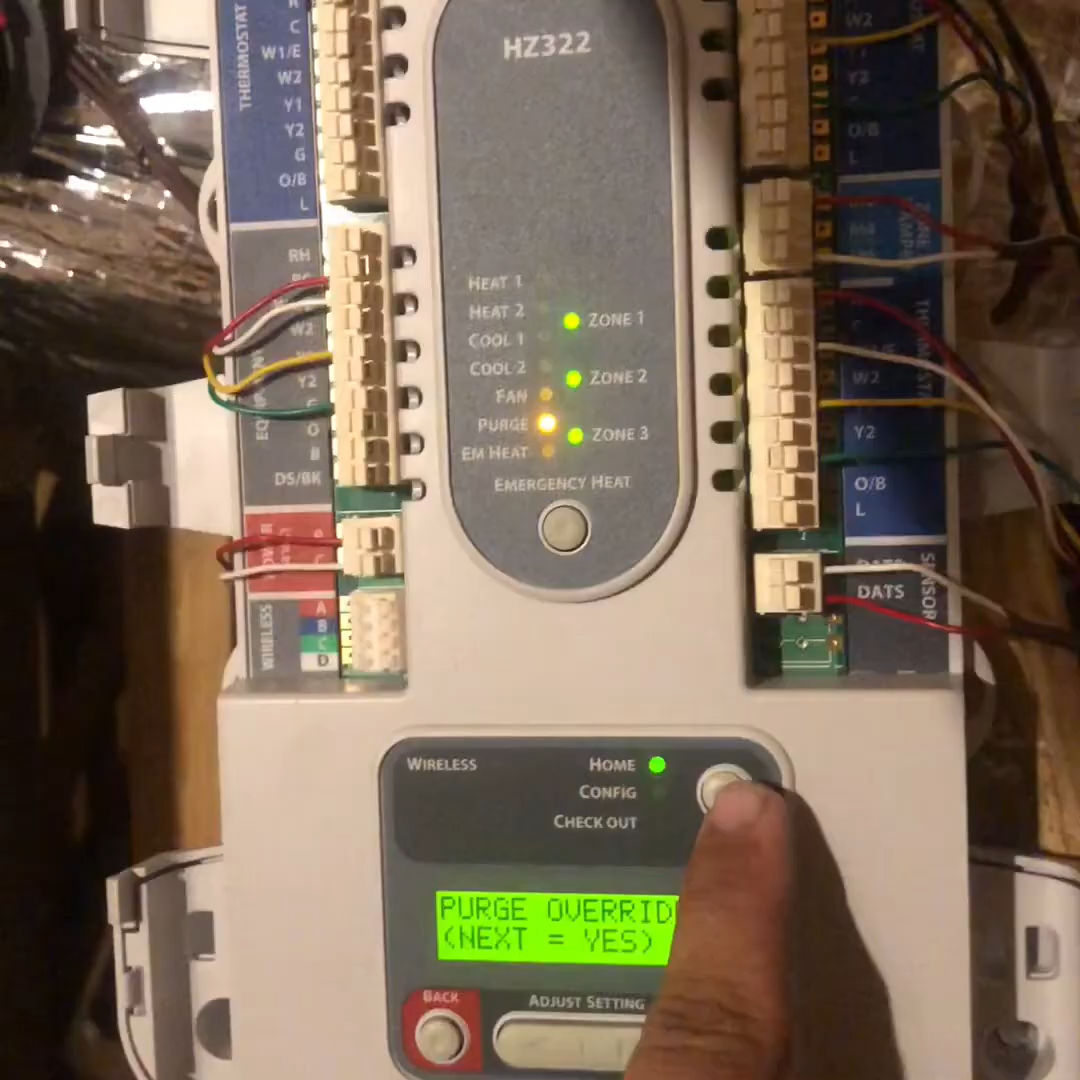 HZ322
THERMOSTAT
C
W1/E
W2
Y1
Y2
G
O/B
L
RH
W2
Y2
O
B
DS/BK
WIRELESS
A
B
C
D
HEAT 1
HEAT 2
COOL 1
COOL 2
FAN
PURGE
EM HEAT
ZONE 1
ZONE 2
ZONE 3
EMERGENCY HEAT
W2
Y2
O/B
L
W2
Y2
O/B
L
DATS
SENSOR
WIRELESS
HOME
CONFIG
CHECK OUT
PURGE OVERRID
(NEXT = YES)
BACK
ADJUST SETTING